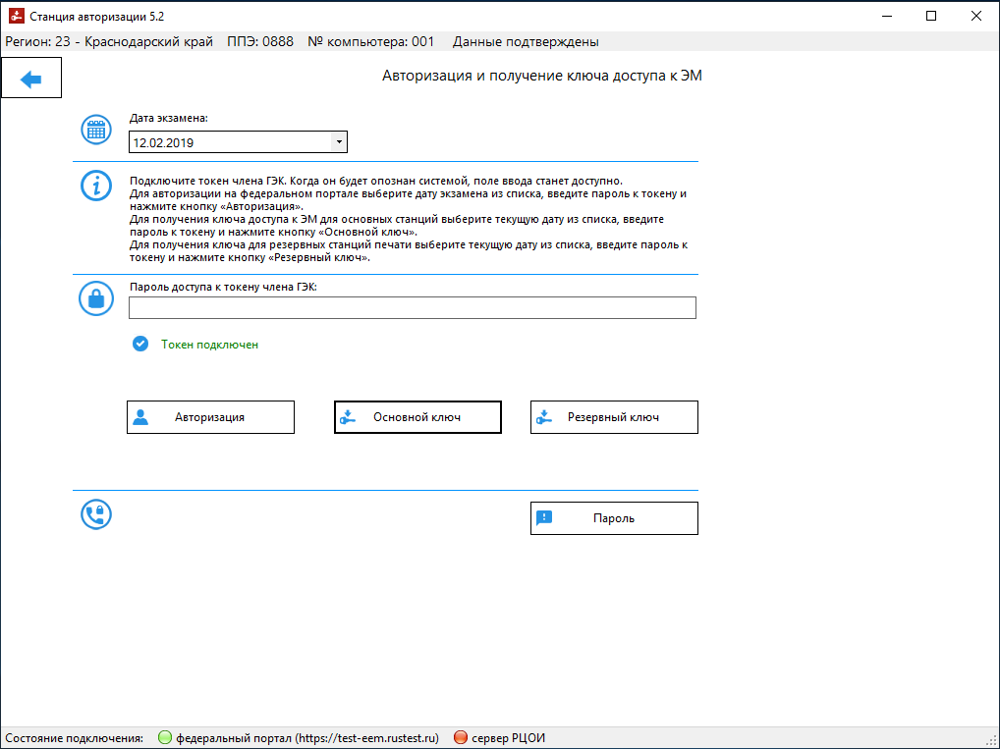 Станция авторизации 5.2
Регион: 23 - Краснодарский край ППЭ: 0888 № компьютера: 001 Данные подтверждены
Авторизация и получение ключа доступа к ЭМ
Дата экзамена:
12.02.2019
Подключите токен члена ГЭК. Когда он будет опознан системой, поле ввода станет доступно.
Для авторизации на федеральном портале выберите дату экзамена из списка, введите пароль к токену и
нажмите кнопку «Авторизация».
Для получения ключа доступа к ЭМ для основных станций выберите текущую дату из списка, введите
пароль к токену и нажмите кнопку «Основной ключ».
Для получения ключа для резервных станций печати выберите текущую дату из списка, введите пароль к
токену и нажмите кнопку «Резервный ключ».
Пароль доступа к токену члена ГЭК:
Токен подключен
Авторизация Основной ключ Резервный ключ
Пароль
Состояние подключения: федеральный портал (https://test-eem.rustest.ru) сервер РЦОИ